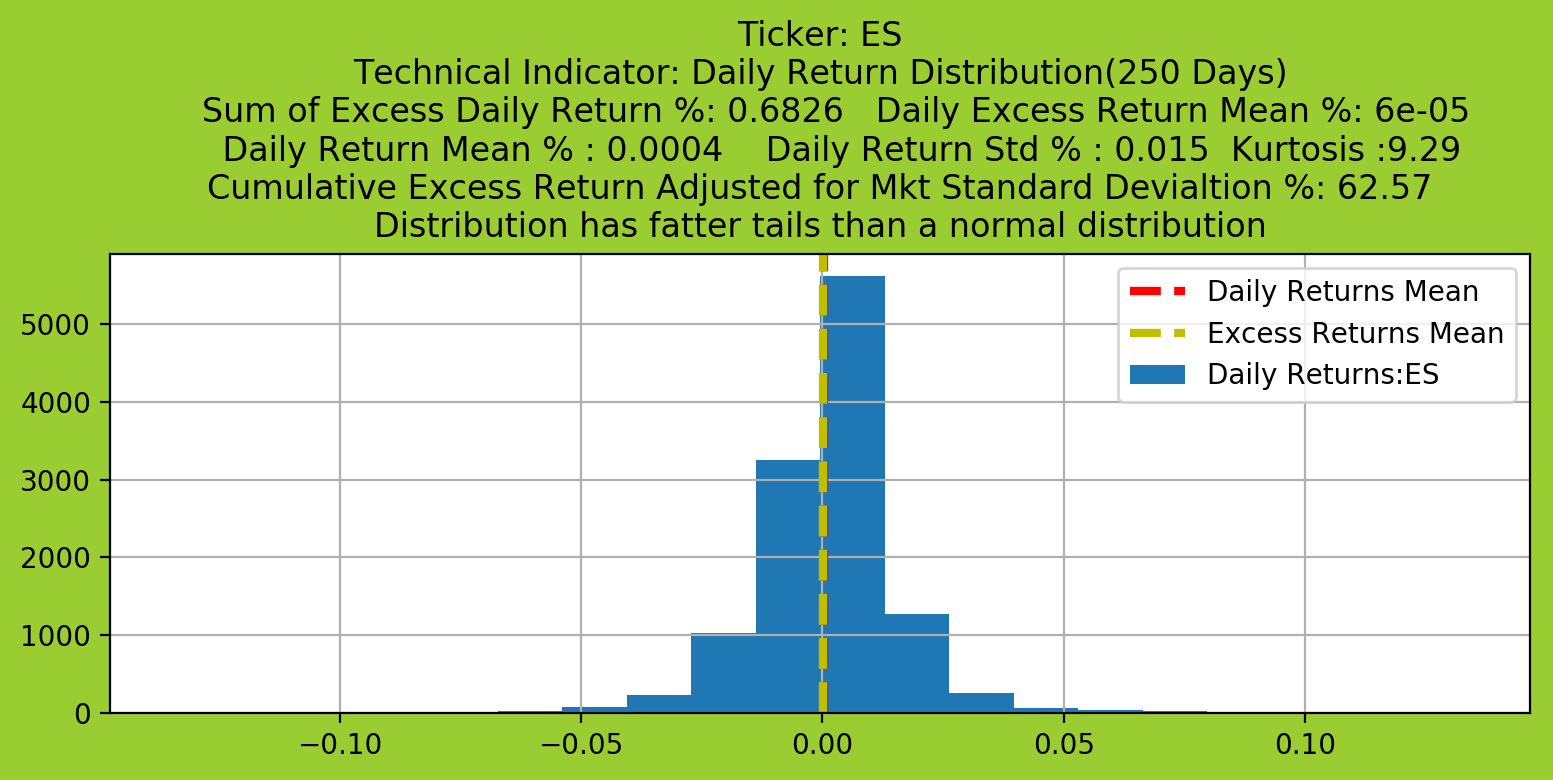 Ticker: ES
Technical Indicator: Daily Return Distribution(250 Days)
Sum of Excess Daily Return %: 0.6826   Daily Excess Return Mean %: 6e-05
Daily Return Mean % : 0.0004    Daily Return Std % : 0.015  Kurtosis :9.29
Cumulative Excess Return Adjusted for Mkt Standard Devialtion %: 62.57
Distribution has fatter tails than a normal distribution
Daily Returns Mean
Excess Returns Mean
Daily Returns:ES
5000
4000
3000
2000
1000
0
−0.10 −0.05 0.00 0.05 0.10